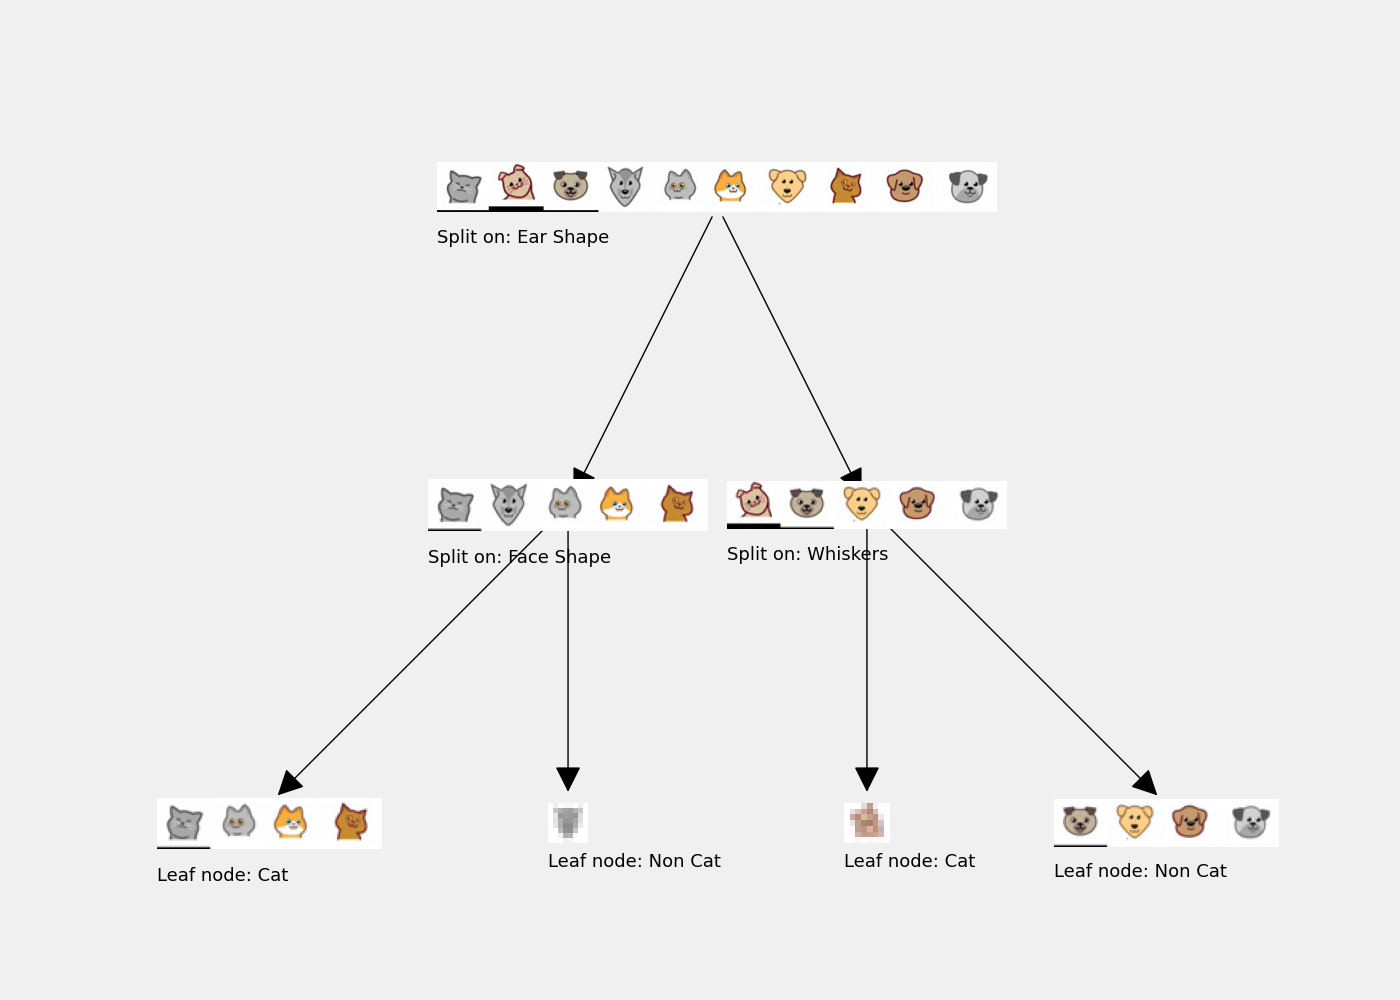 Split on: Ear Shape
Split on: Face Shape
Split on: Whiskers
Leaf node: Cat
Leaf node: Non Cat
Leaf node: Cat
Leaf node: Non Cat